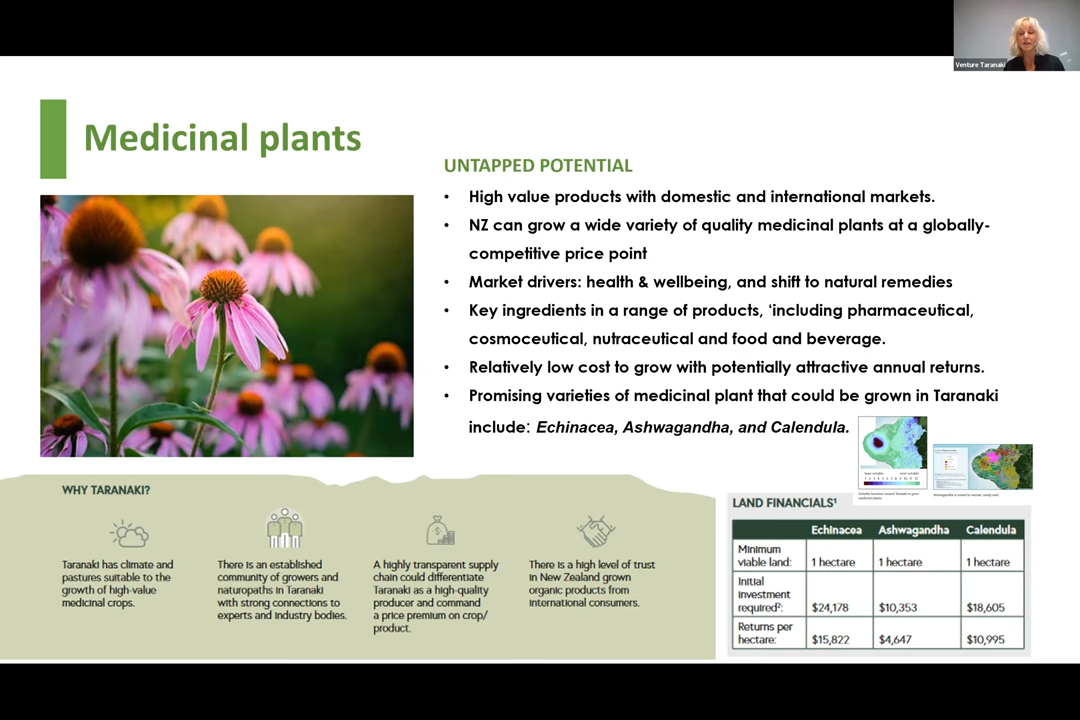 Venture Taranaki
Medicinal plants
UNTAPPED POTENTIAL
• High value products with domestic and international markets.
• NZ can grow a wide variety of quality medicinal plants at a globally-
competitive price point
• Market drivers: health & wellbeing, and shift to natural remedies
• Key ingredients in a range of products, ‘including pharmaceutical,
cosmoceutical, nutraceutical and food and beverage.
• Relatively low cost to grow with potentially attractive annual returns.
• Promising varieties of medicinal plant that could be grown in Taranaki
include: Echinacea, Ashwagandha, and Calendula.
WHY TARANAKI?
Taranaki has climate and
pastures suitable to the
growth of high-value
medicinal crops.
There is an established
community of growers and
naturopaths in Taranaki
with strong connections to
experts and industry bodies.
A highly transparent supply
chain could differentiate
Taranaki as a high-quality
producer and command
a price premium on crop/
product.
There is a high level of trust
in New Zealand grown
organic products from
international consumers.
LAND FINANCIALS¹
Echinacea Ashwagandha Calendula
Minimum
viable land: 1 hectare 1 hectare 1 hectare
Initial
investment
required²: $24,178 $10,353 $18,605
Returns per
hectare: $15,822 $4,647 $10,995